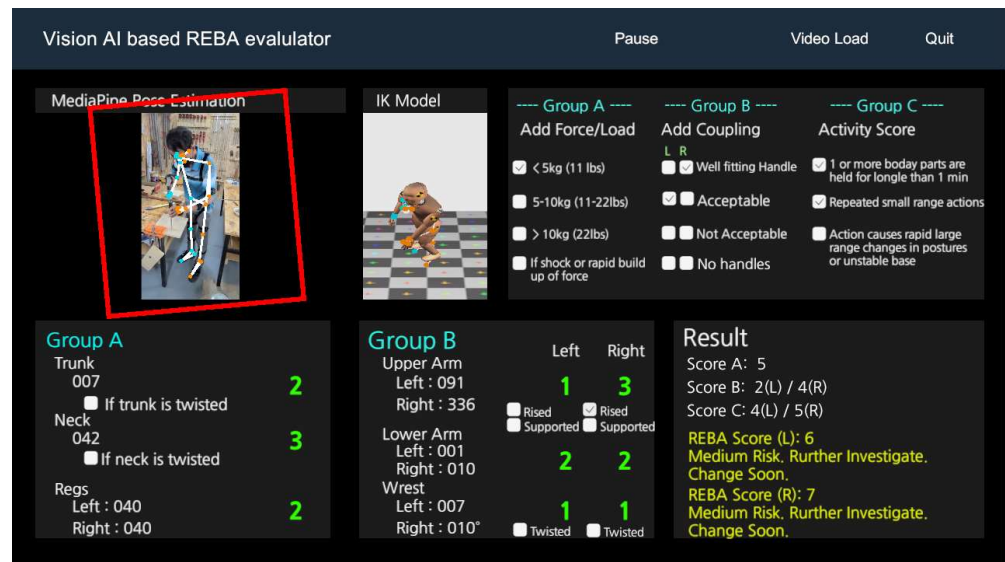 Vision AI based REBA evalulator
Pause
Video Load
Quit
MediaPipe Pose Estimation
IK Model
---- Group A ----
Add Force/Load
< 5kg (11 lbs)
5-10kg (11-22lbs)
> 10kg (22lbs)
If shock or rapid build
up of force
---- Group B ----
Add Coupling
L R
Well fitting Handle
Acceptable
Not Acceptable
No handles
---- Group C ----
Activity Score
1 or more boday parts are
held for longle than 1 min
Repeated small range actions
Action causes rapid large
range changes in postures
or unstable base
Group A
Trunk
007
2
If trunk is twisted
Neck
042
3
If neck is twisted
Regs
Left : 040
2
Right : 040
Group B
Left Right
Upper Arm
Left : 091
1 3
Right : 336
Rised Rised
Supported Supported
Lower Arm
Left : 001
2 2
Right : 010
Wrest
Left : 007
1 1
Right : 010°
Twisted Twisted
Result
Score A: 5
Score B: 2(L) / 4(R)
Score C: 4(L) / 5(R)
REBA Score (L): 6
Medium Risk. Rurther Investigate.
Change Soon.
REBA Score (R): 7
Medium Risk. Rurther Investigate.
Change Soon.